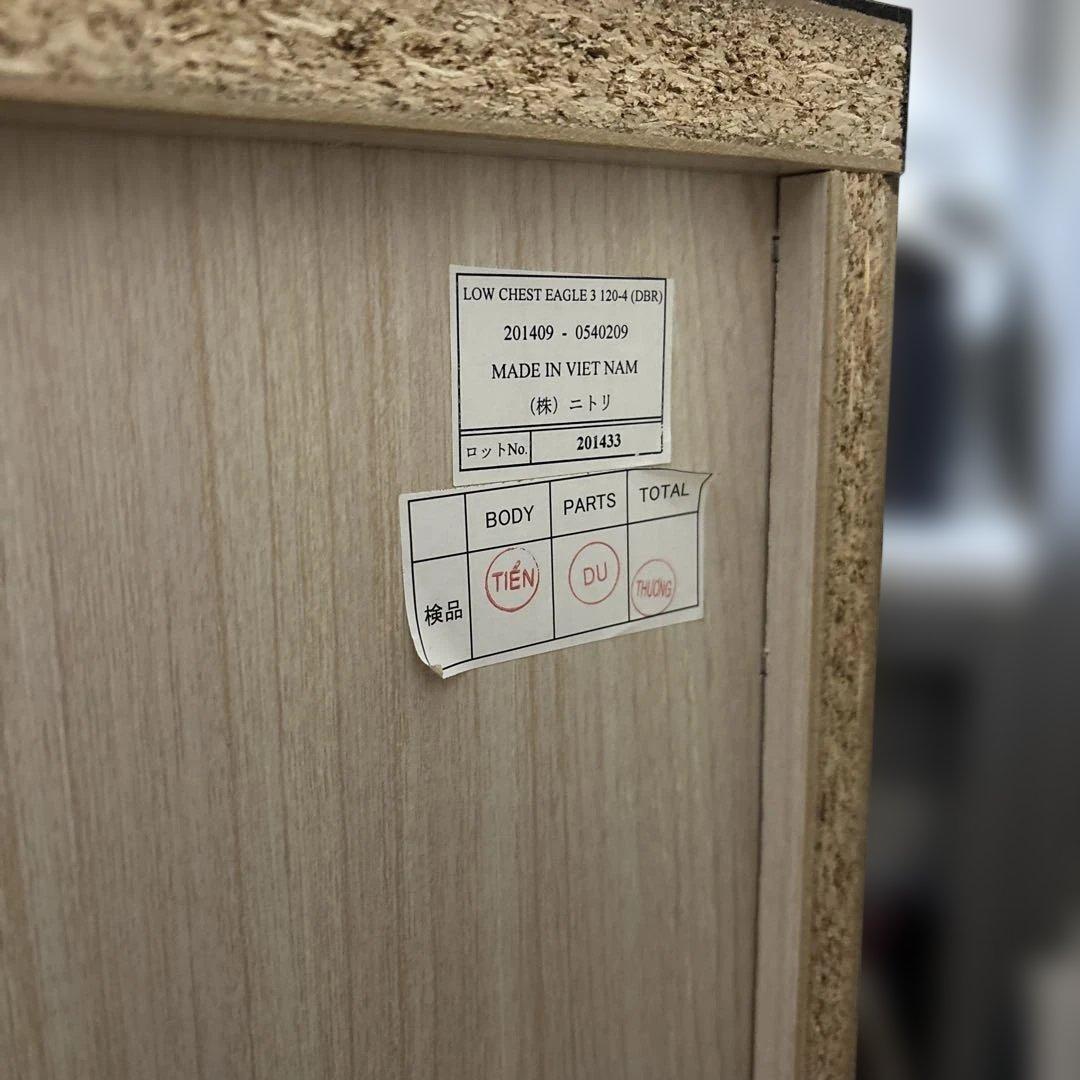 LOW CHEST EAGLE 3 120-4 (DBR)
201409 - 0540209
MADE IN VIET NAM
(株) ニトリ
ロットNo. 201433
BODY PARTS TOTAL
検品 TIỂN DU THƯƠNG